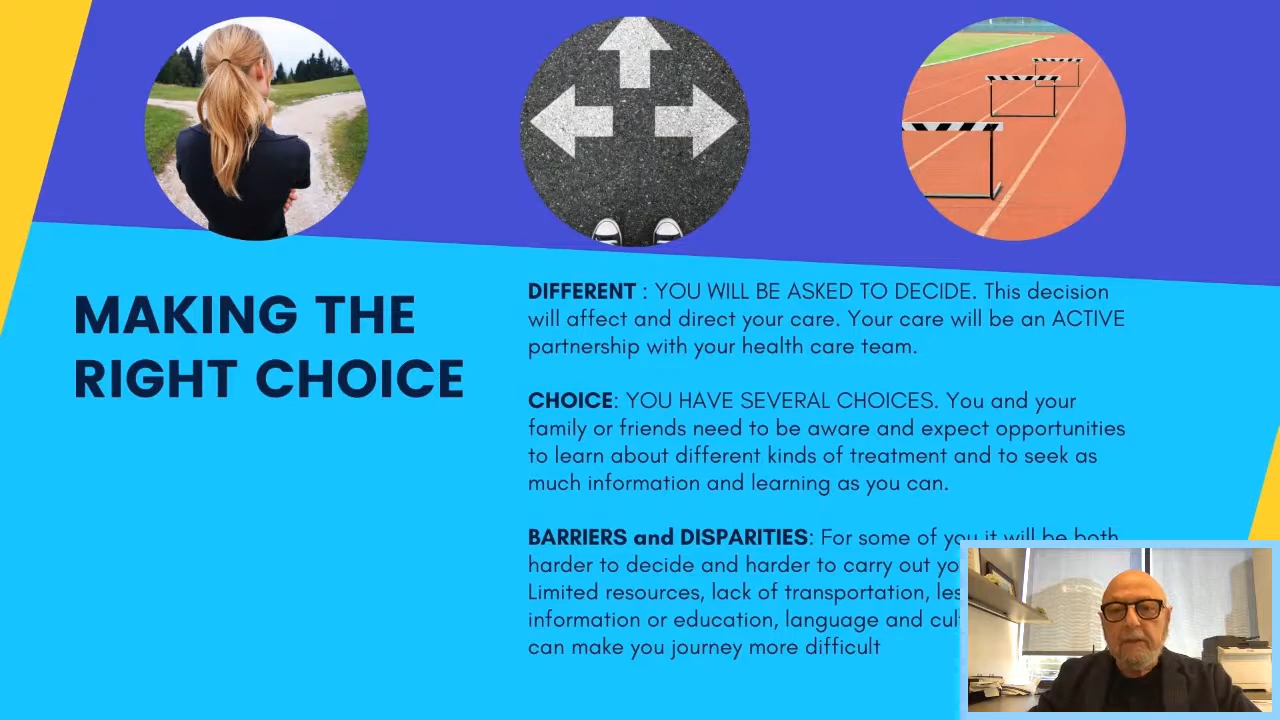 MAKING THE
RIGHT CHOICE
DIFFERENT : YOU WILL BE ASKED TO DECIDE. This decision
will affect and direct your care. Your care will be an ACTIVE
partnership with your health care team.
CHOICE: YOU HAVE SEVERAL CHOICES. You and your
family or friends need to be aware and expect opportunities
to learn about different kinds of treatment and to seek as
much information and learning as you can.
BARRIERS and DISPARITIES: For some of you it will be both
harder to decide and harder to carry out
Limited resources, lack of transportation,
information or education, language and
can make you journey more difficult